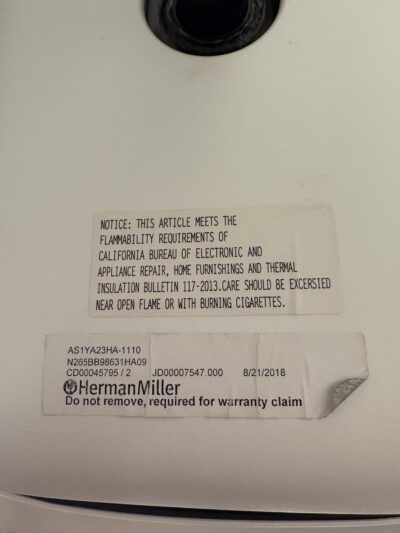 NOTICE: THIS ARTICLE MEETS THE
FLAMMABILITY REQUIREMENTS OF
CALIFORNIA BUREAU OF ELECTRONIC AND
APPLIANCE REPAIR, HOME FURNISHINGS AND THERMAL
INSULATION BULLETIN 117-2013.CARE SHOULD BE EXCERSIED
NEAR OPEN FLAME OR WITH BURNING CIGARETTES.
AS1YA23HA-1110
N265BB98631HA09
CD00045795 / 2 JD00007547.000 8/21/2018
HermanMiller
Do not remove, required for warranty claim